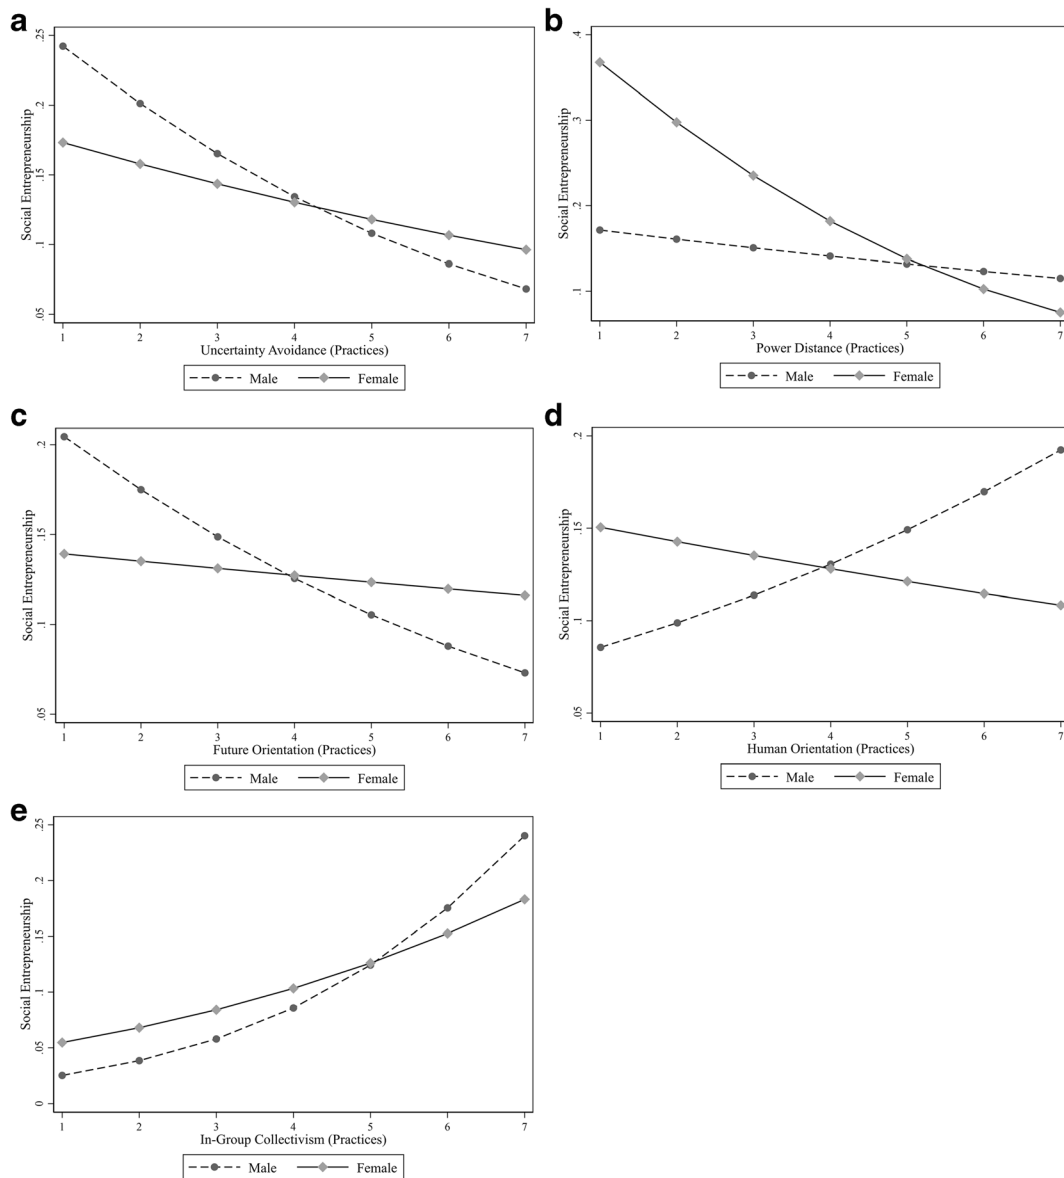 a
Social Entrepreneurship
.25
.2
.15
.1
.05
1 2 3 4 5 6 7
Uncertainty Avoidance (Practices)
Male Female
b
Social Entrepreneurship
.4
.3
.2
.1
1 2 3 4 5 6 7
Power Distance (Practices)
Male Female
c
Social Entrepreneurship
.2
.15
.1
.05
1 2 3 4 5 6 7
Future Orientation (Practices)
Male Female
d
Social Entrepreneurship
.2
.15
.1
.05
1 2 3 4 5 6 7
Human Orientation (Practices)
Male Female
e
Social Entrepreneurship
.25
.2
.15
.1
.05
0
1 2 3 4 5 6 7
In-Group Collectivism (Practices)
Male Female